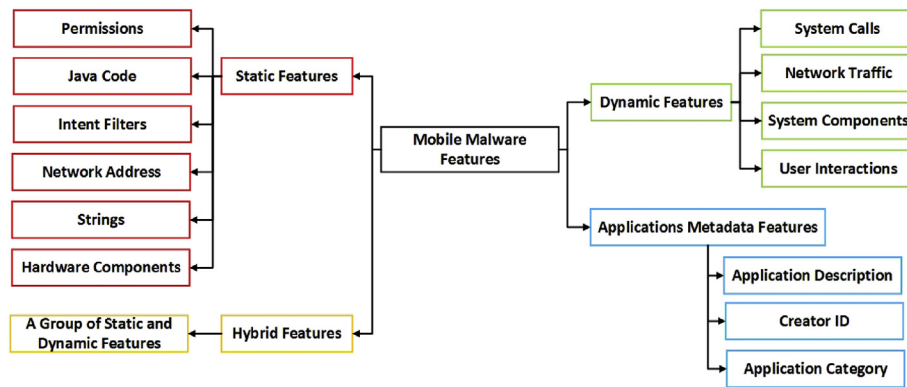 Mobile Malware
Features
Static Features
Permissions
Java Code
Intent Filters
Network Address
Strings
Hardware Components
Hybrid Features
A Group of Static and
Dynamic Features
Dynamic Features
System Calls
Network Traffic
System Components
User Interactions
Applications Metadata Features
Application Description
Creator ID
Application Category